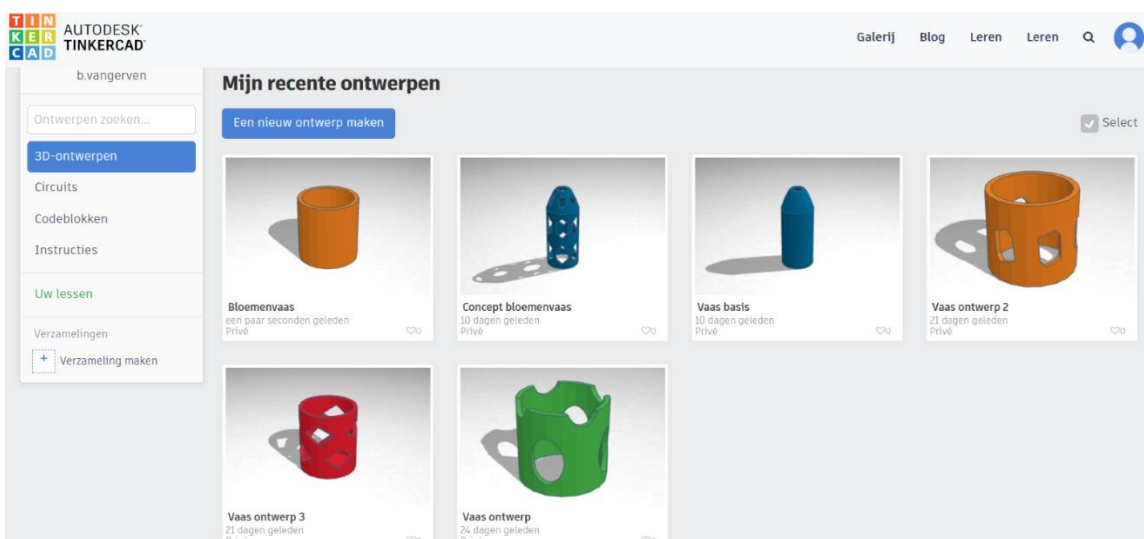 TIN
KER
CAD
AUTODESK®
TINKERCAD®
Galerij
Blog
Leren
Leren
b.vangerven
Ontwerpen zoeken...
3D-ontwerpen
Circuits
Codeblokken
Instructies
Uw lessen
Verzamelingen
+ Verzameling maken
Mijn recente ontwerpen
Een nieuw ontwerp maken
Select
Bloemenvaas
een paar seconden geleden
Privé
0
Concept bloemenvaas
10 dagen geleden
Privé
0
Vaas basis
10 dagen geleden
Privé
0
Vaas ontwerp 2
21 dagen geleden
Privé
0
Vaas ontwerp 3
21 dagen geleden
Vaas ontwerp
24 dagen geleden